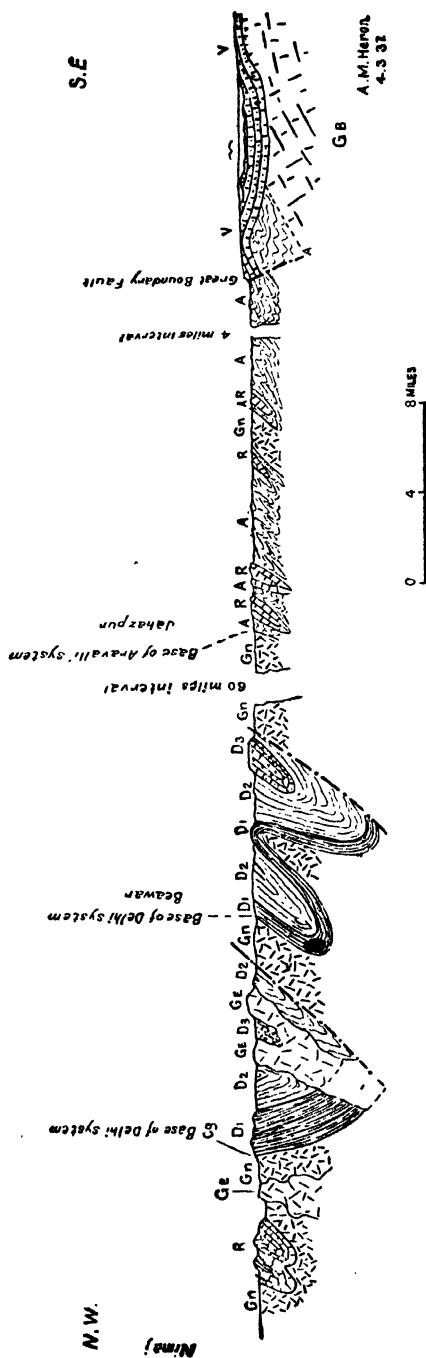 N.W.
S.E
Nimaj
Gn
R
GE
Gn
Base of Delhi system
D1
D2
GE
D3
GE
D2
Gn
Base of Delhi system
Beawar
D1
D2
D1
D2
D3
Gn
60 miles interval
Gn
Base of Aravalli system
Jahazpur
A
R
A
R
A
R
Gn
AR
A
4 miles interval
A
Great Boundary Fault
V
V
A
GB
A.M. Heron
4.3.32
0
4
8 MILES